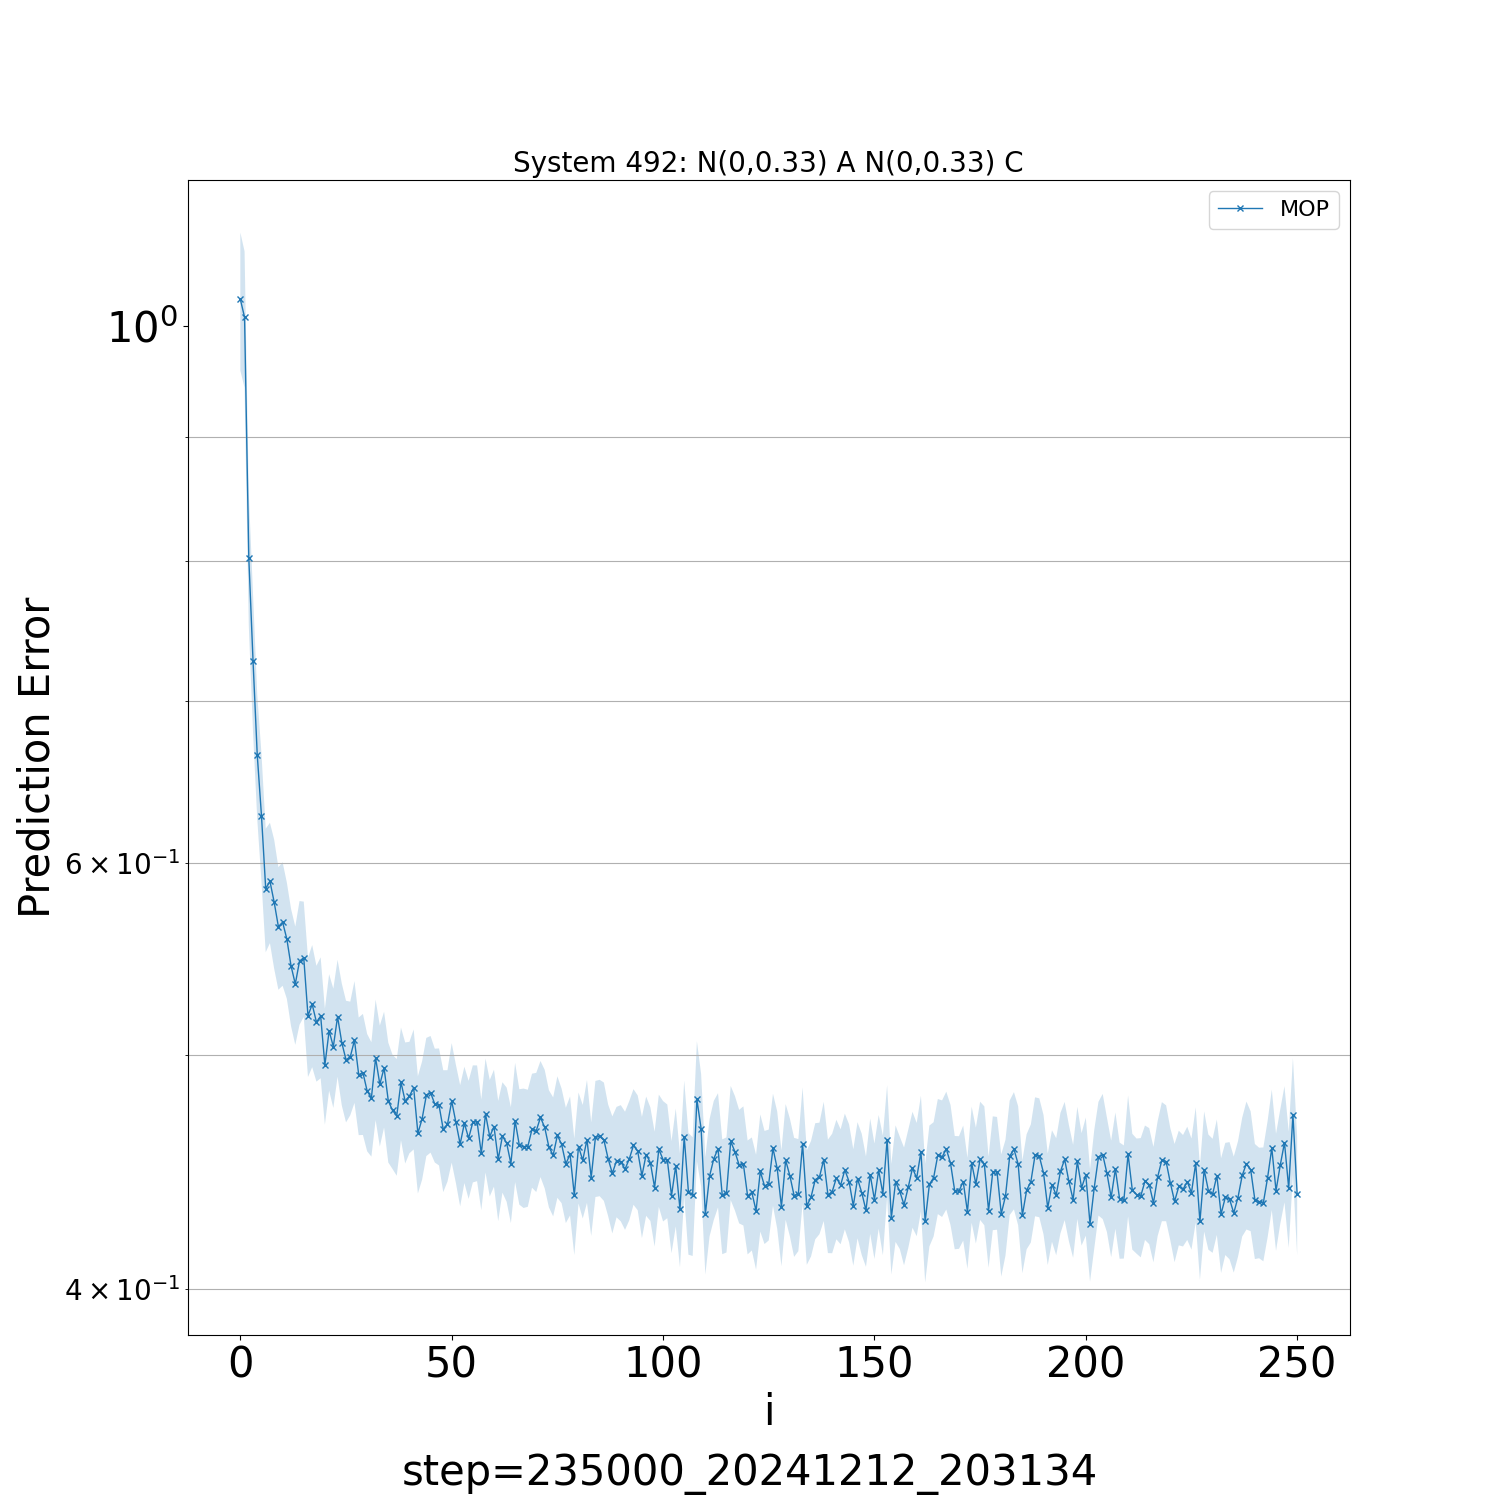 System 492: N(0,0.33) A N(0,0.33) C
MOP
10⁰
6 × 10⁻¹
4 × 10⁻¹
Prediction Error
0 50 100 150 200 250
i
step=235000_20241212_203134